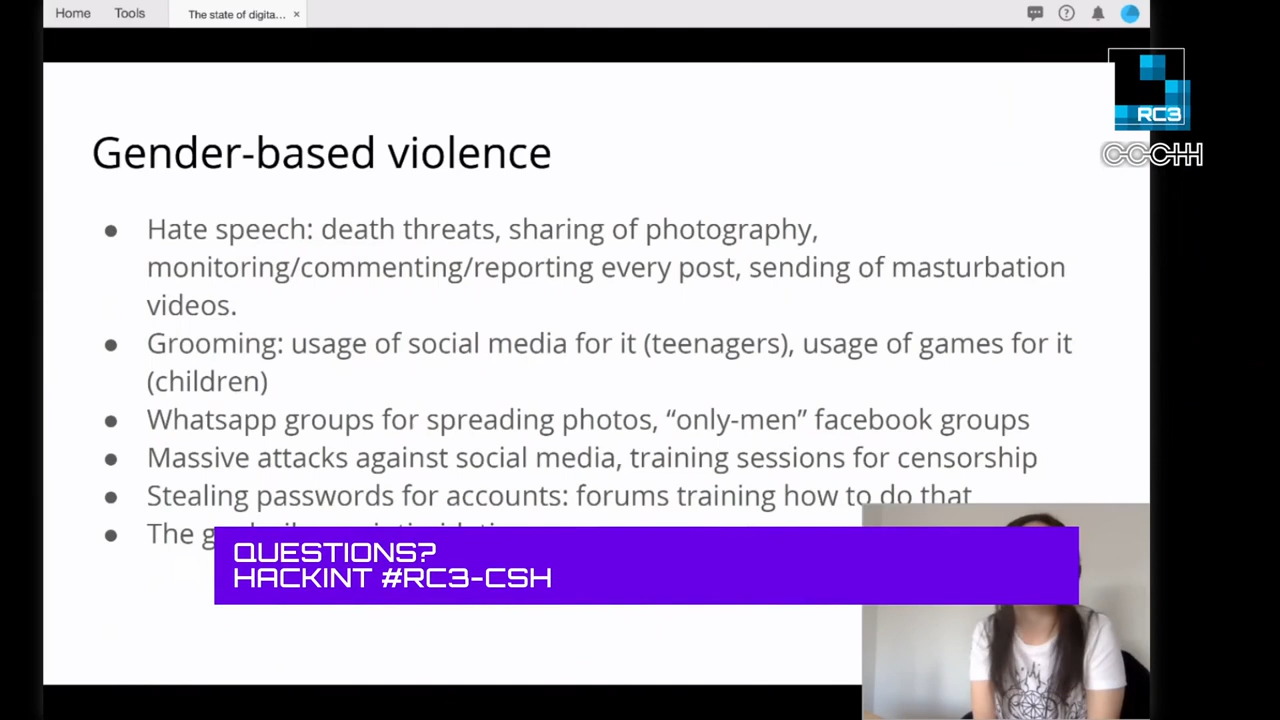 Home Tools The state of digita... ×
RC3
CCCHH
Gender-based violence
● Hate speech: death threats, sharing of photography,
monitoring/commenting/reporting every post, sending of masturbation
videos.
● Grooming: usage of social media for it (teenagers), usage of games for it
(children)
● Whatsapp groups for spreading photos, “only-men” facebook groups
● Massive attacks against social media, training sessions for censorship
● Stealing passwords for accounts: forums training how to do that
● The
QUESTIONS?
HACKINT #RC3-CSH